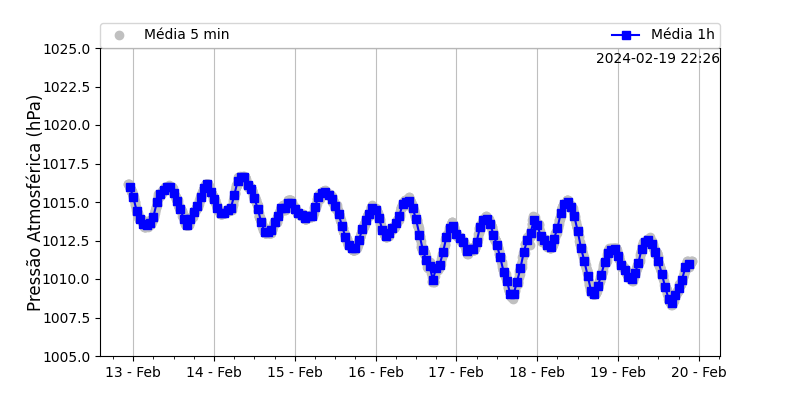 Média 5 min
Média 1h
2024-02-19 22:26
Pressão Atmosférica (hPa)
1025.0
1022.5
1020.0
1017.5
1015.0
1012.5
1010.0
1007.5
1005.0
13 - Feb
14 - Feb
15 - Feb
16 - Feb
17 - Feb
18 - Feb
19 - Feb
20 - Feb